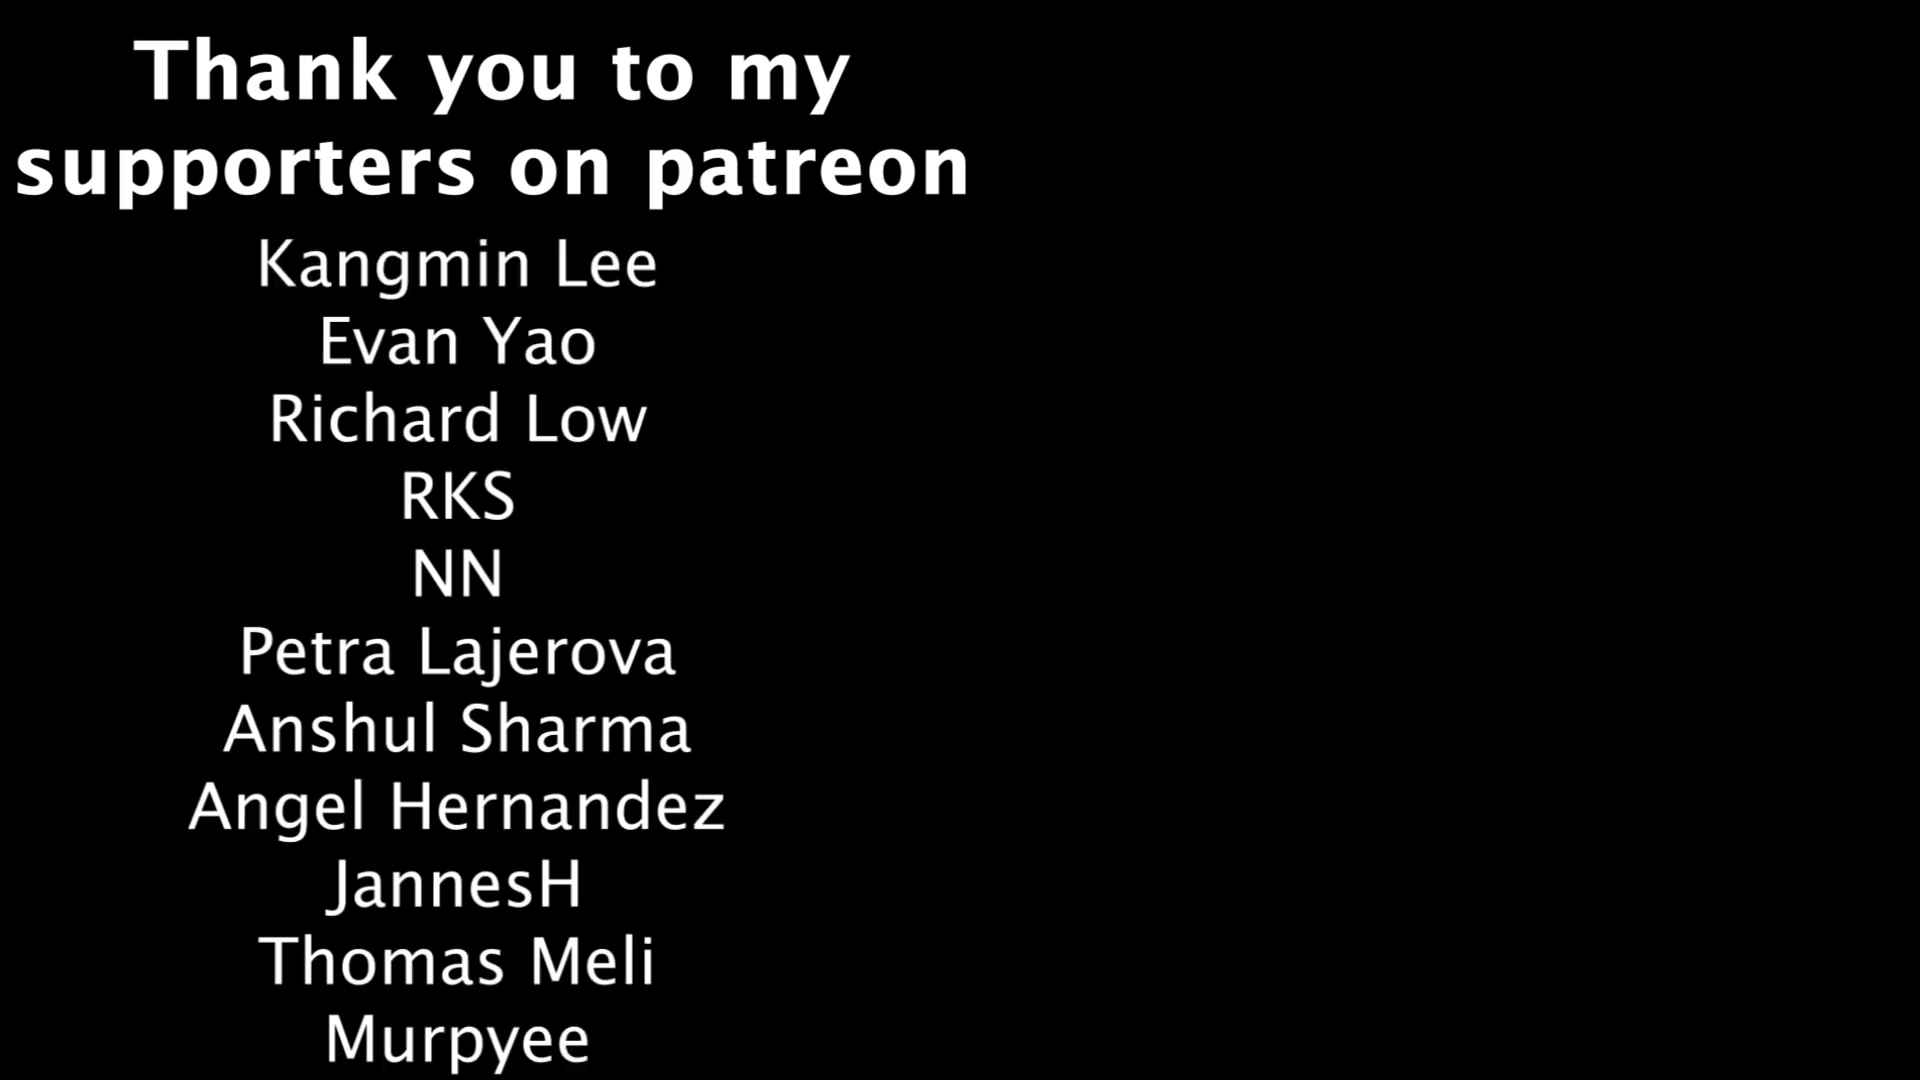 Thank you to my
supporters on patreon
Kangmin Lee
Evan Yao
Richard Low
RKS
NN
Petra Lajerova
Anshul Sharma
Angel Hernandez
JannesH
Thomas Meli
Murpyee